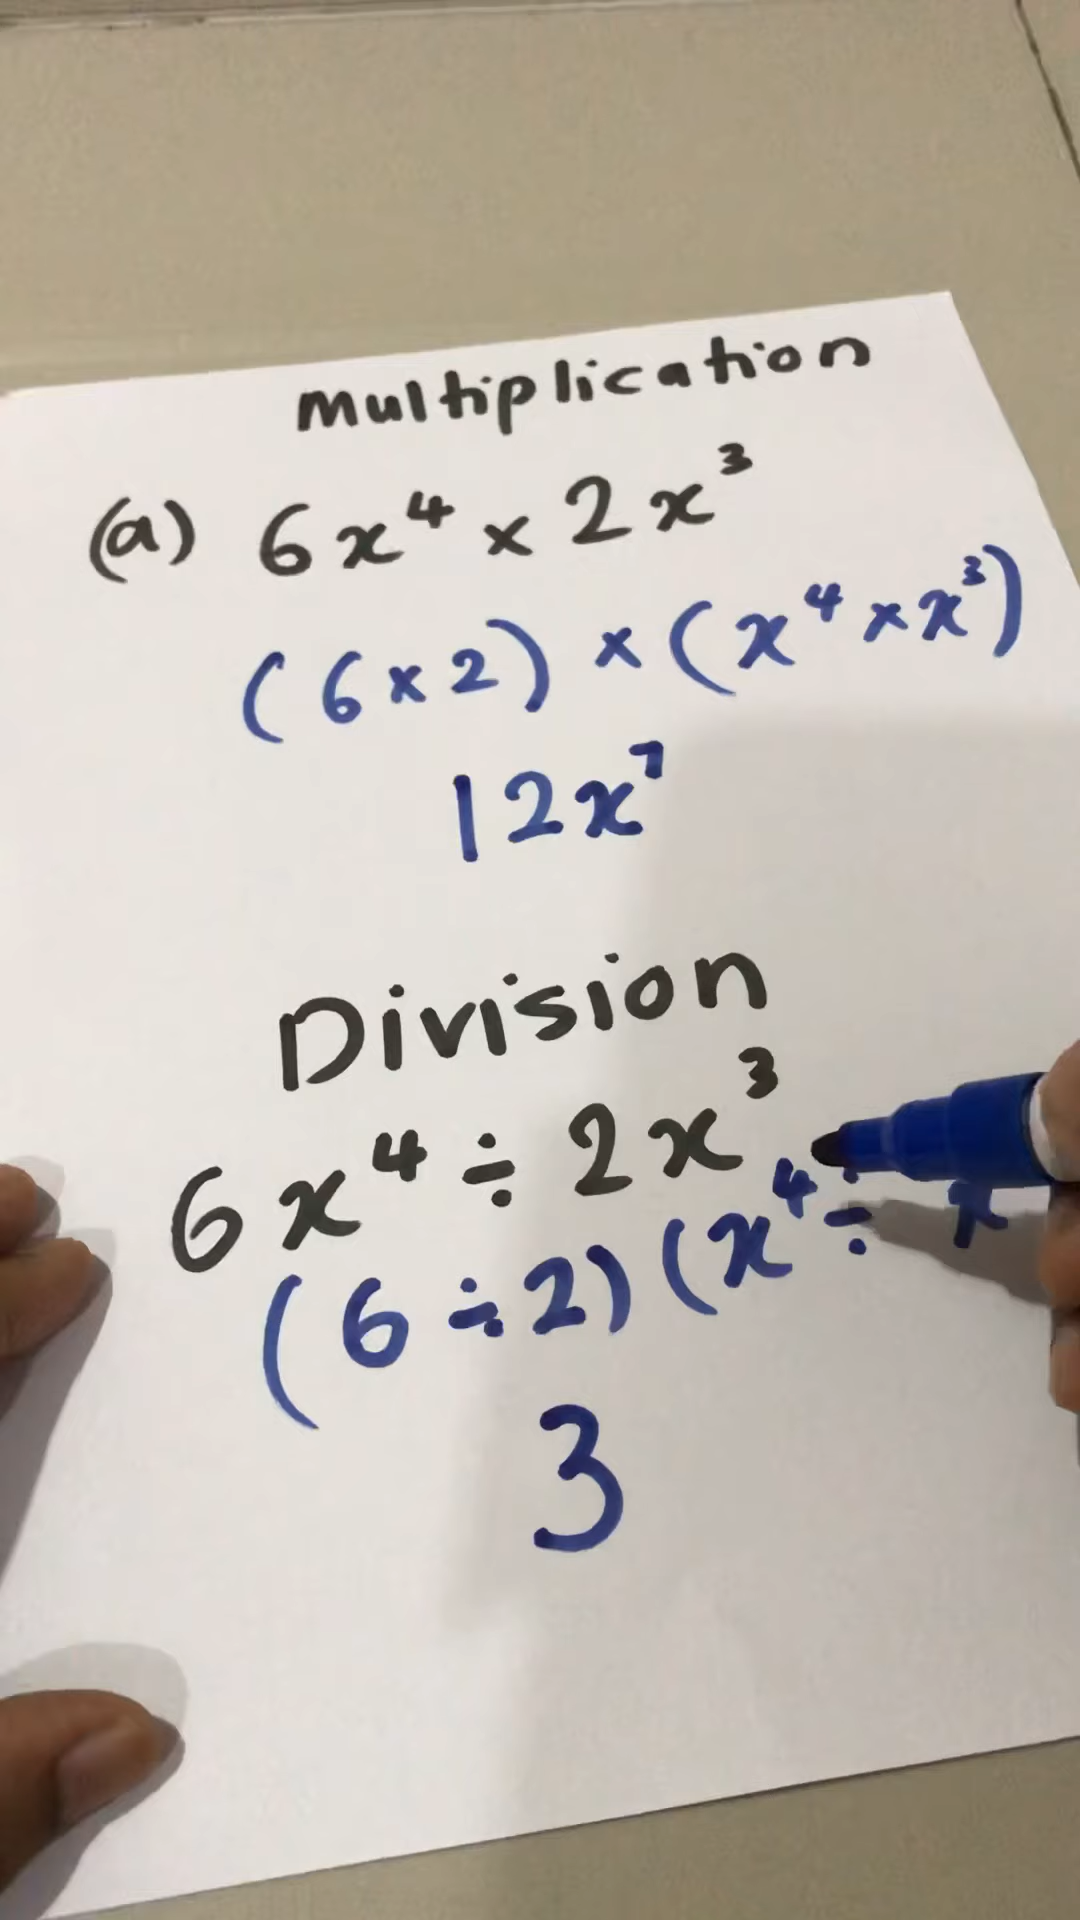 Multiplication
(a) 6x⁴ × 2x³
(6 × 2) × (x⁴ × x³)
12x⁷
Division
6x⁴ ÷ 2x³
(6 ÷ 2) (x⁴ ÷ x
3